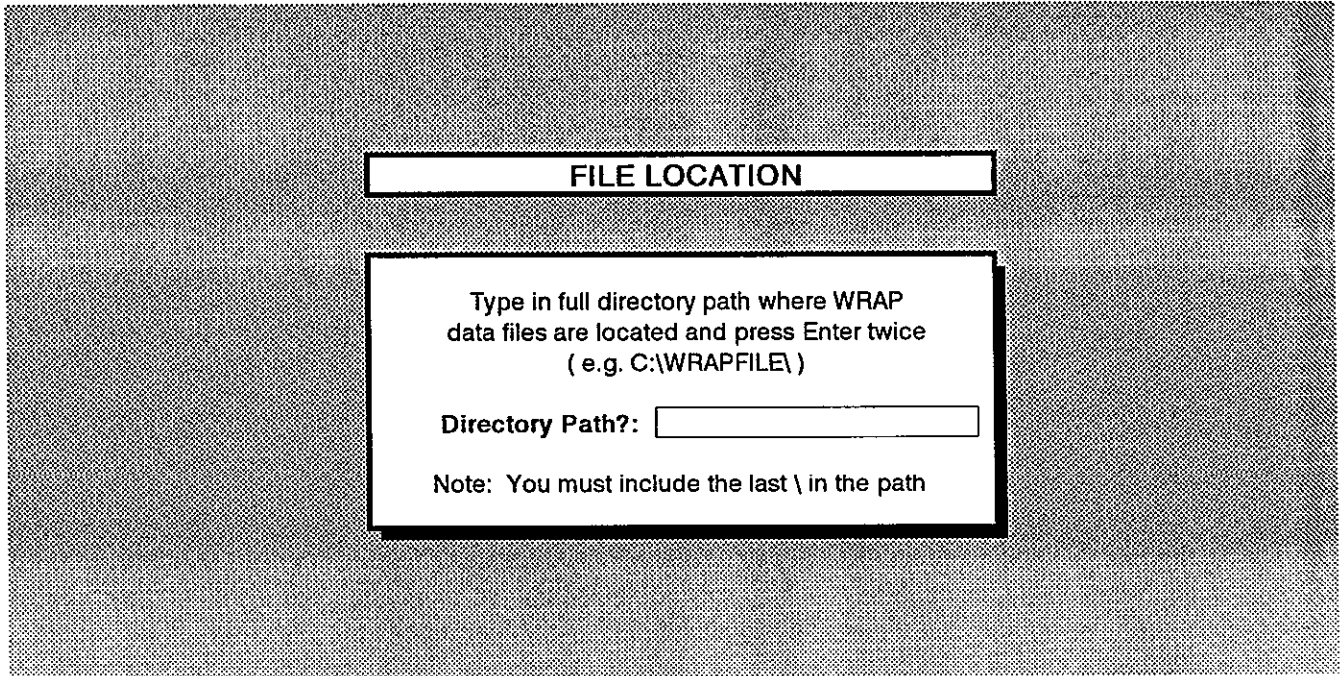 FILE LOCATION
Type in full directory path where WRAP
data files are located and press Enter twice
( e.g. C:\WRAPFILE\ )
Directory Path?:
Note: You must include the last \ in the path